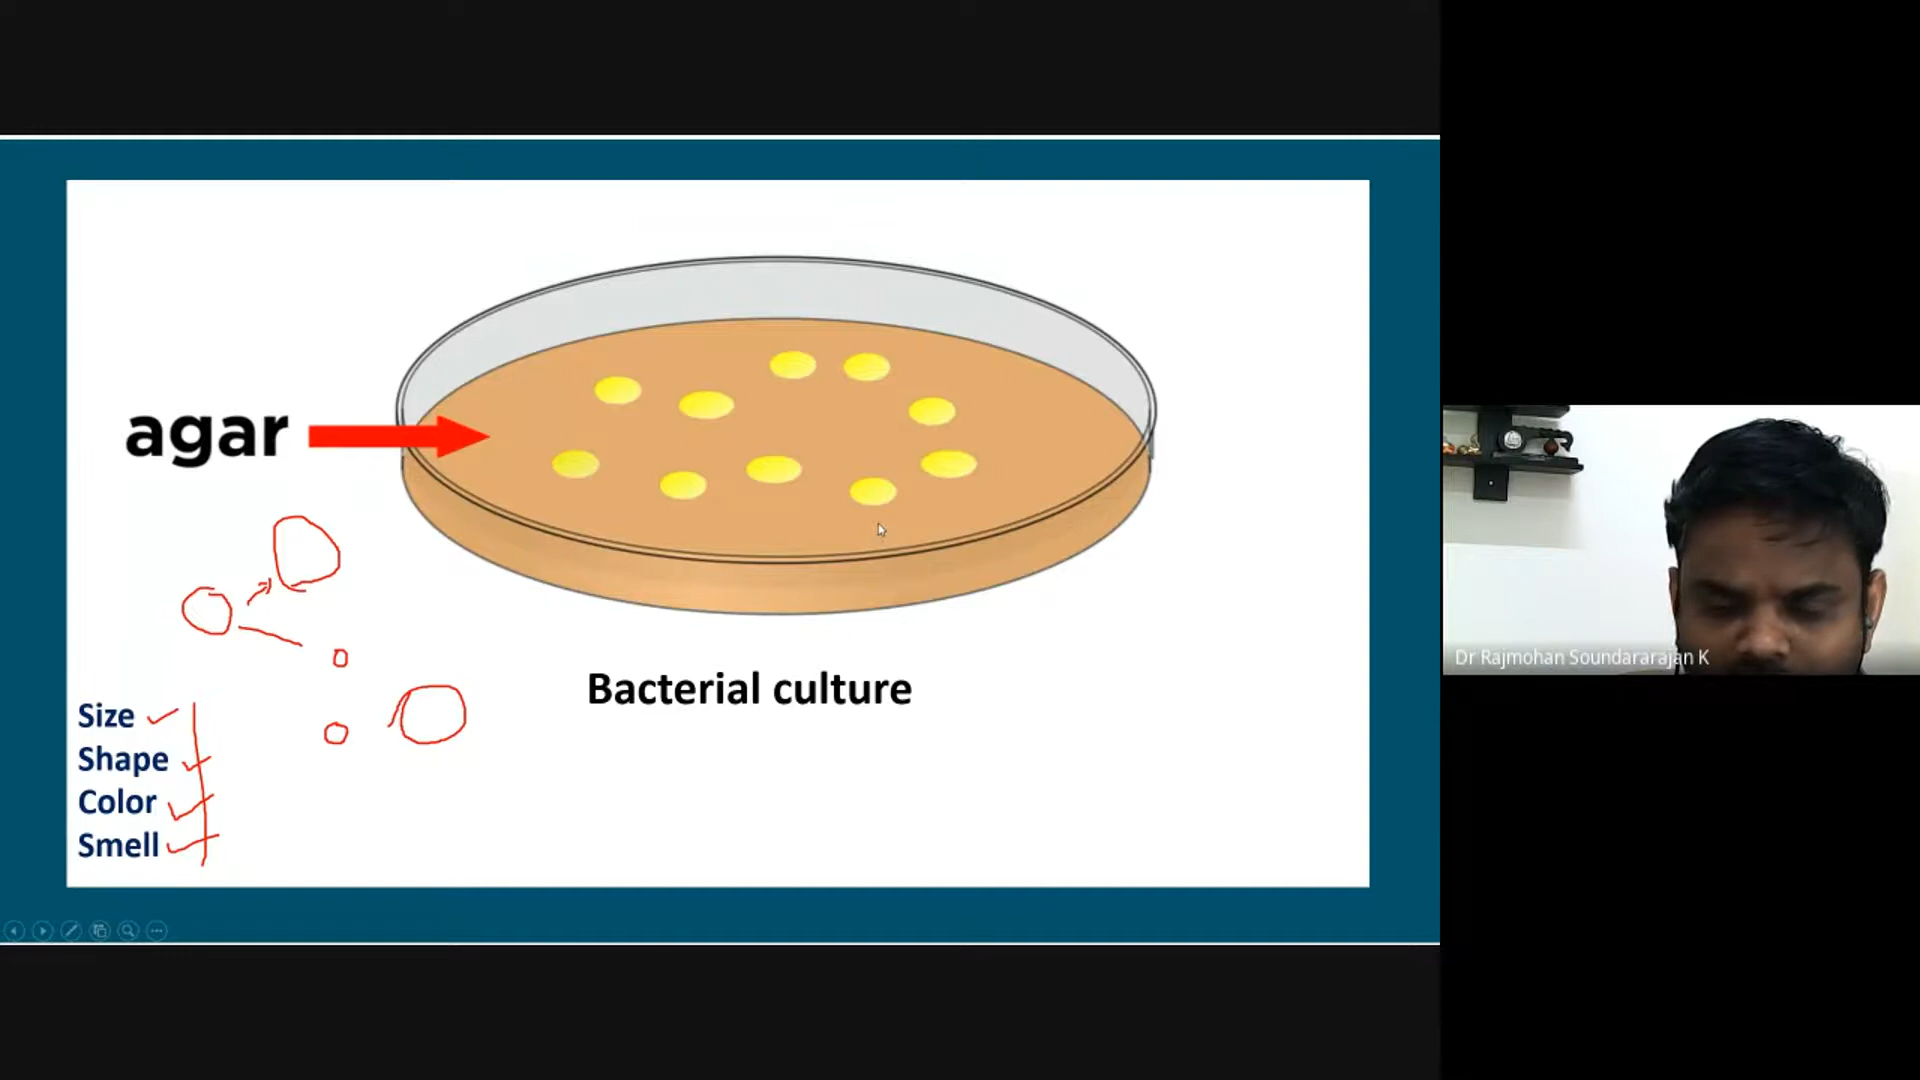 agar
Bacterial culture
Size
Shape
Color
Smell
Dr Rajmohan Soundararajan K